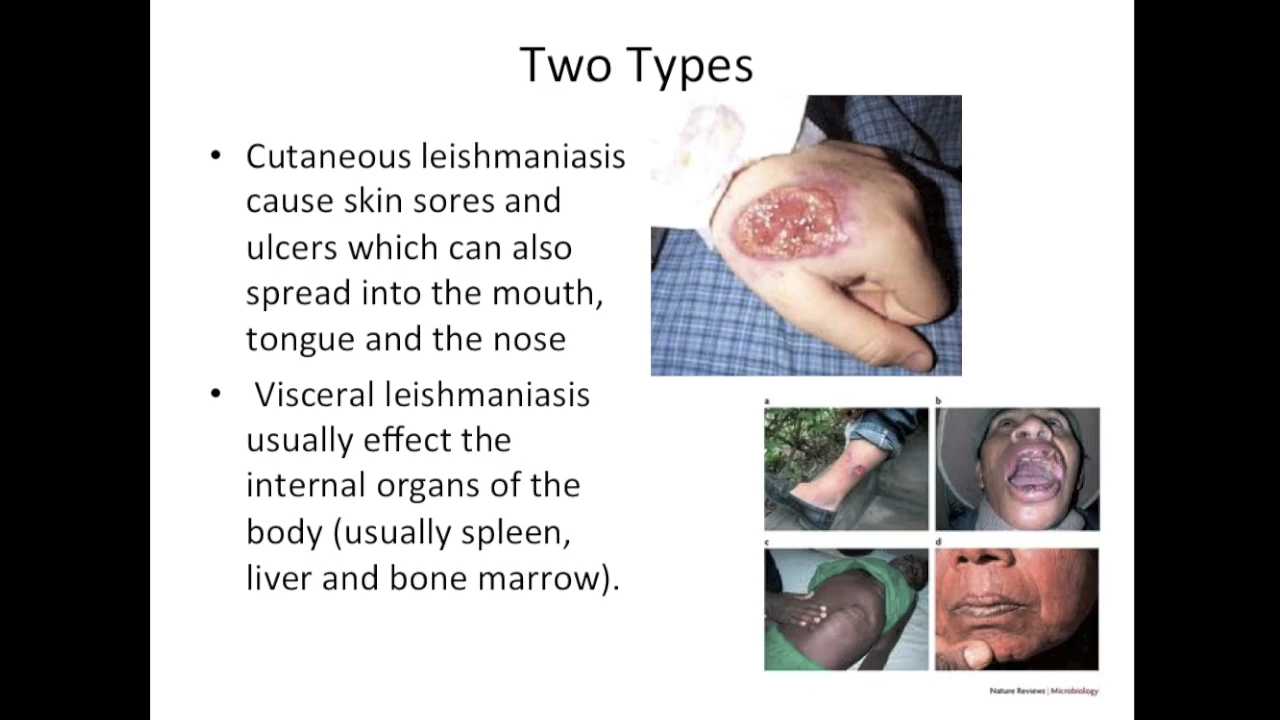 Two Types
• Cutaneous leishmaniasis
cause skin sores and
ulcers which can also
spread into the mouth,
tongue and the nose
• Visceral leishmaniasis
usually effect the
internal organs of the
body (usually spleen,
liver and bone marrow).
a
b
c
d
Nature Reviews | Microbiology